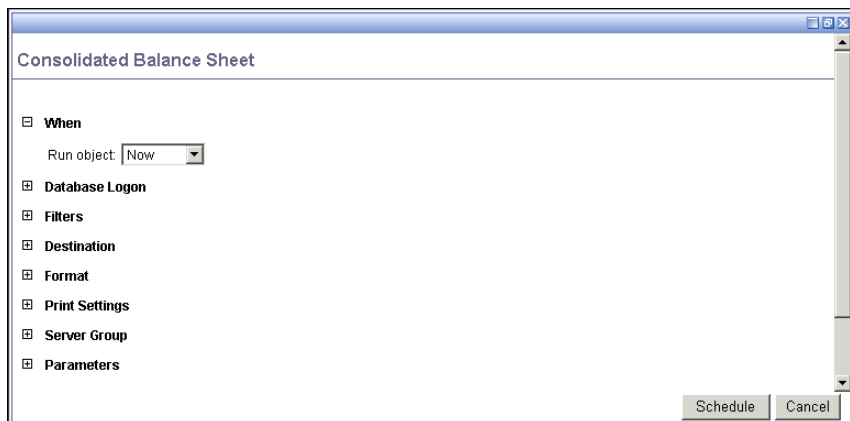 Consolidated Balance Sheet
When
Run object: Now
Database Logon
Filters
Destination
Format
Print Settings
Server Group
Parameters
Schedule Cancel